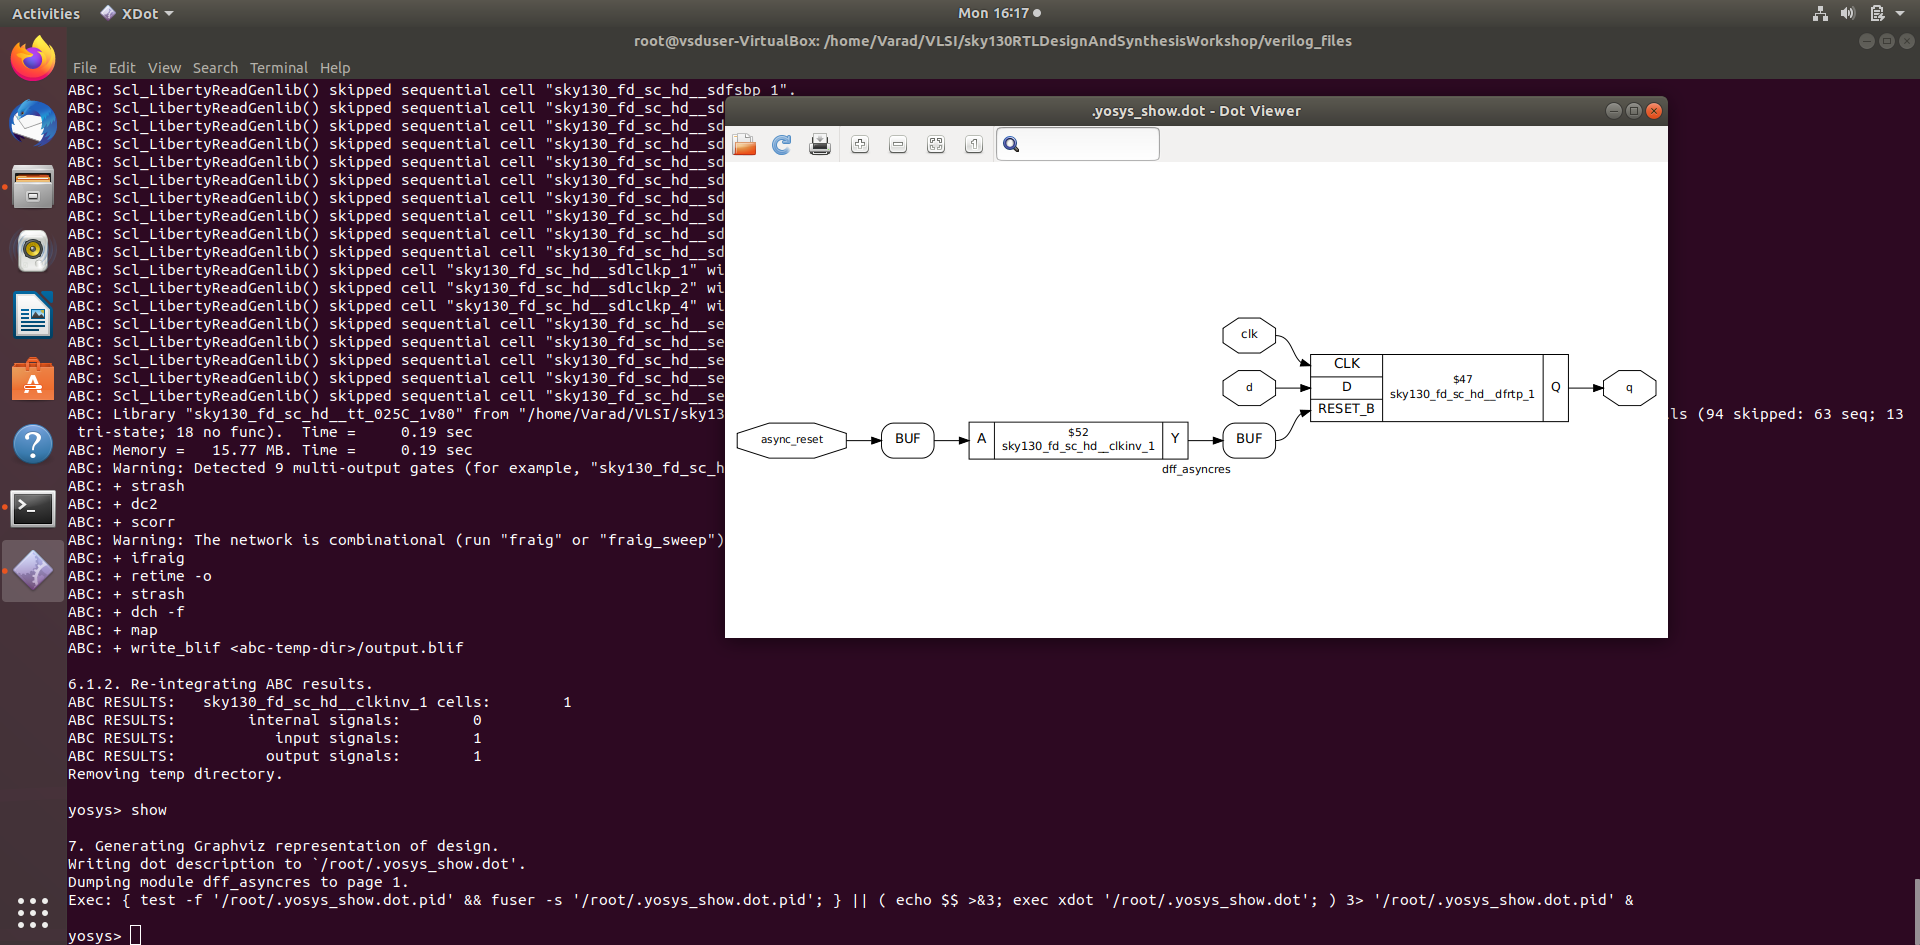 Activities
XDot
Mon 16:17
root@vsduser-VirtualBox: /home/Varad/VLSI/sky130RTLDesignAndSynthesisWorkshop/verilog_files
File Edit View Search Terminal Help
ABC: Scl_LibertyReadGenlib() skipped sequential cell "sky130_fd_sc_hd__sdfsbp_1".
ABC: Scl_LibertyReadGenlib() skipped sequential cell "sky130_fd_sc_hd__sd
ABC: Scl_LibertyReadGenlib() skipped sequential cell "sky130_fd_sc_hd__sd
ABC: Scl_LibertyReadGenlib() skipped sequential cell "sky130_fd_sc_hd__sd
ABC: Scl_LibertyReadGenlib() skipped sequential cell "sky130_fd_sc_hd__sd
ABC: Scl_LibertyReadGenlib() skipped sequential cell "sky130_fd_sc_hd__sd
ABC: Scl_LibertyReadGenlib() skipped sequential cell "sky130_fd_sc_hd__sd
ABC: Scl_LibertyReadGenlib() skipped sequential cell "sky130_fd_sc_hd__sd
ABC: Scl_LibertyReadGenlib() skipped sequential cell "sky130_fd_sc_hd__sd
ABC: Scl_LibertyReadGenlib() skipped sequential cell "sky130_fd_sc_hd__sd
ABC: Scl_LibertyReadGenlib() skipped cell "sky130_fd_sc_hd__sdlclkp_1" wi
ABC: Scl_LibertyReadGenlib() skipped cell "sky130_fd_sc_hd__sdlclkp_2" wi
ABC: Scl_LibertyReadGenlib() skipped cell "sky130_fd_sc_hd__sdlclkp_4" wi
ABC: Scl_LibertyReadGenlib() skipped sequential cell "sky130_fd_sc_hd__se
ABC: Scl_LibertyReadGenlib() skipped sequential cell "sky130_fd_sc_hd__se
ABC: Scl_LibertyReadGenlib() skipped sequential cell "sky130_fd_sc_hd__se
ABC: Scl_LibertyReadGenlib() skipped sequential cell "sky130_fd_sc_hd__se
ABC: Scl_LibertyReadGenlib() skipped sequential cell "sky130_fd_sc_hd__se
ABC: Library "sky130_fd_sc_hd__tt_025C_1v80" from "/home/Varad/VLSI/sky13 ls (94 skipped: 63 seq; 13
tri-state; 18 no func). Time = 0.19 sec
ABC: Memory = 15.77 MB. Time = 0.19 sec
ABC: Warning: Detected 9 multi-output gates (for example, "sky130_fd_sc_h
ABC: + strash
ABC: + dc2
ABC: + scorr
ABC: Warning: The network is combinational (run "fraig" or "fraig_sweep")
ABC: + ifraig
ABC: + retime -o
ABC: + strash
ABC: + dch -f
ABC: + map
ABC: + write_blif <abc-temp-dir>/output.blif
6.1.2. Re-integrating ABC results.
ABC RESULTS: sky130_fd_sc_hd__clkinv_1 cells: 1
ABC RESULTS: internal signals: 0
ABC RESULTS: input signals: 1
ABC RESULTS: output signals: 1
Removing temp directory.
yosys> show
7. Generating Graphviz representation of design.
Writing dot description to `/root/.yosys_show.dot'.
Dumping module dff_asyncres to page 1.
Exec: { test -f '/root/.yosys_show.dot.pid' && fuser -s '/root/.yosys_show.dot.pid'; } || ( echo $$ >&3; exec xdot '/root/.yosys_show.dot'; ) 3> '/root/.yosys_show.dot.pid' &
yosys>
.yosys_show.dot - Dot Viewer
clk
d
async_reset
BUF
A
$52
sky130_fd_sc_hd__clkinv_1
Y
BUF
dff_asyncres
CLK
D
RESET_B
$47
sky130_fd_sc_hd__dfrtp_1
Q
q